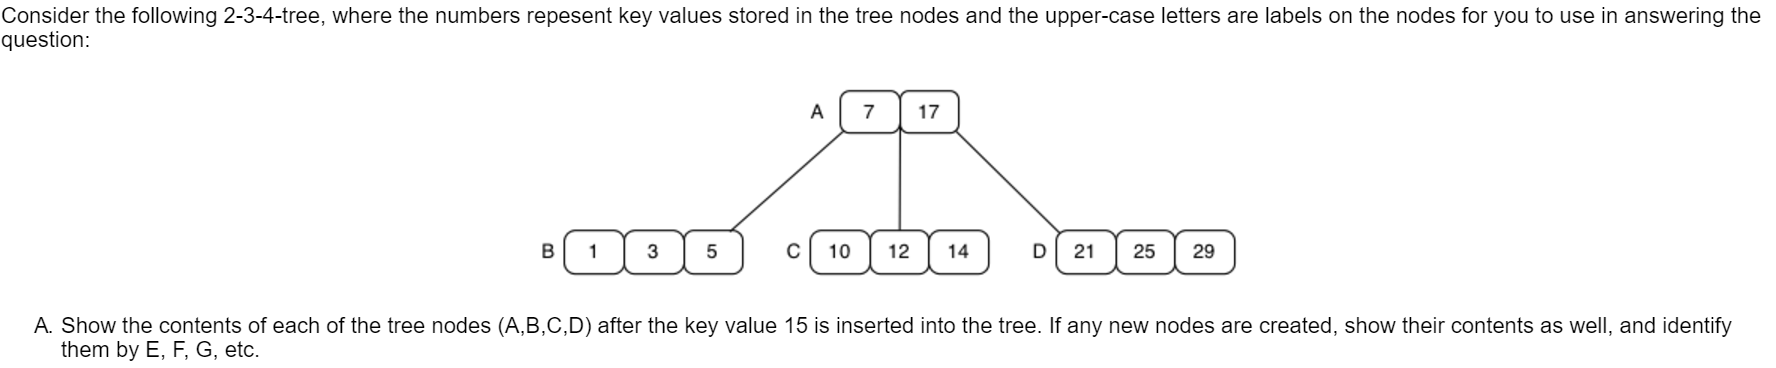 Consider the following 2-3-4-tree, where the numbers repesent key values stored in the tree nodes and the upper-case letters are labels on the nodes for you to use in answering the
question:
A 7 17
B 1 3 5 C 10 12 14 D 21 25 29
A. Show the contents of each of the tree nodes (A,B,C,D) after the key value 15 is inserted into the tree. If any new nodes are created, show their contents as well, and identify
them by E, F, G, etc.